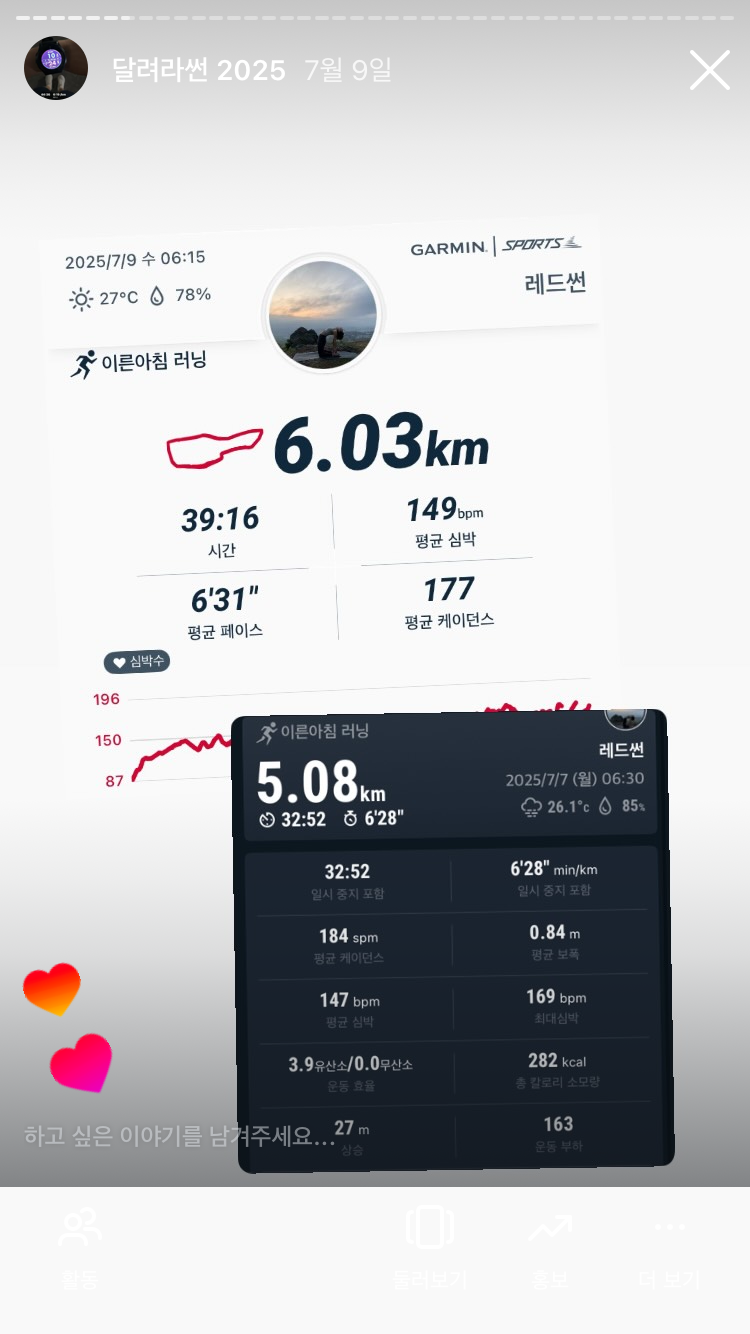 달려라썬 2025 7월 9일
2025/7/9 수 06:15
27°C 78%
GARMIN | SPORTS
레드썬
이른아침 러닝
6.03km
39:16
시간
149bpm
평균 심박
6'31"
평균 페이스
177
평균 케이던스
심박수
196
150
87
이른아침 러닝
레드썬
5.08km
2025/7/7 (월) 06:30
32:52 6'28"
26.1°c 85%
32:52
일시 중지 포함
6'28" min/km
일시 중지 포함
184 spm
평균 케이던스
0.84 m
평균 보폭
147 bpm
평균 심박
169 bpm
최대심박
3.9유산소/0.0무산소
운동 효율
282 kcal
총 칼로리 소모량
27 m
상승
163
운동 부하
하고 싶은 이야기를 남겨주세요...
활동
둘러보기
홍보
더 보기